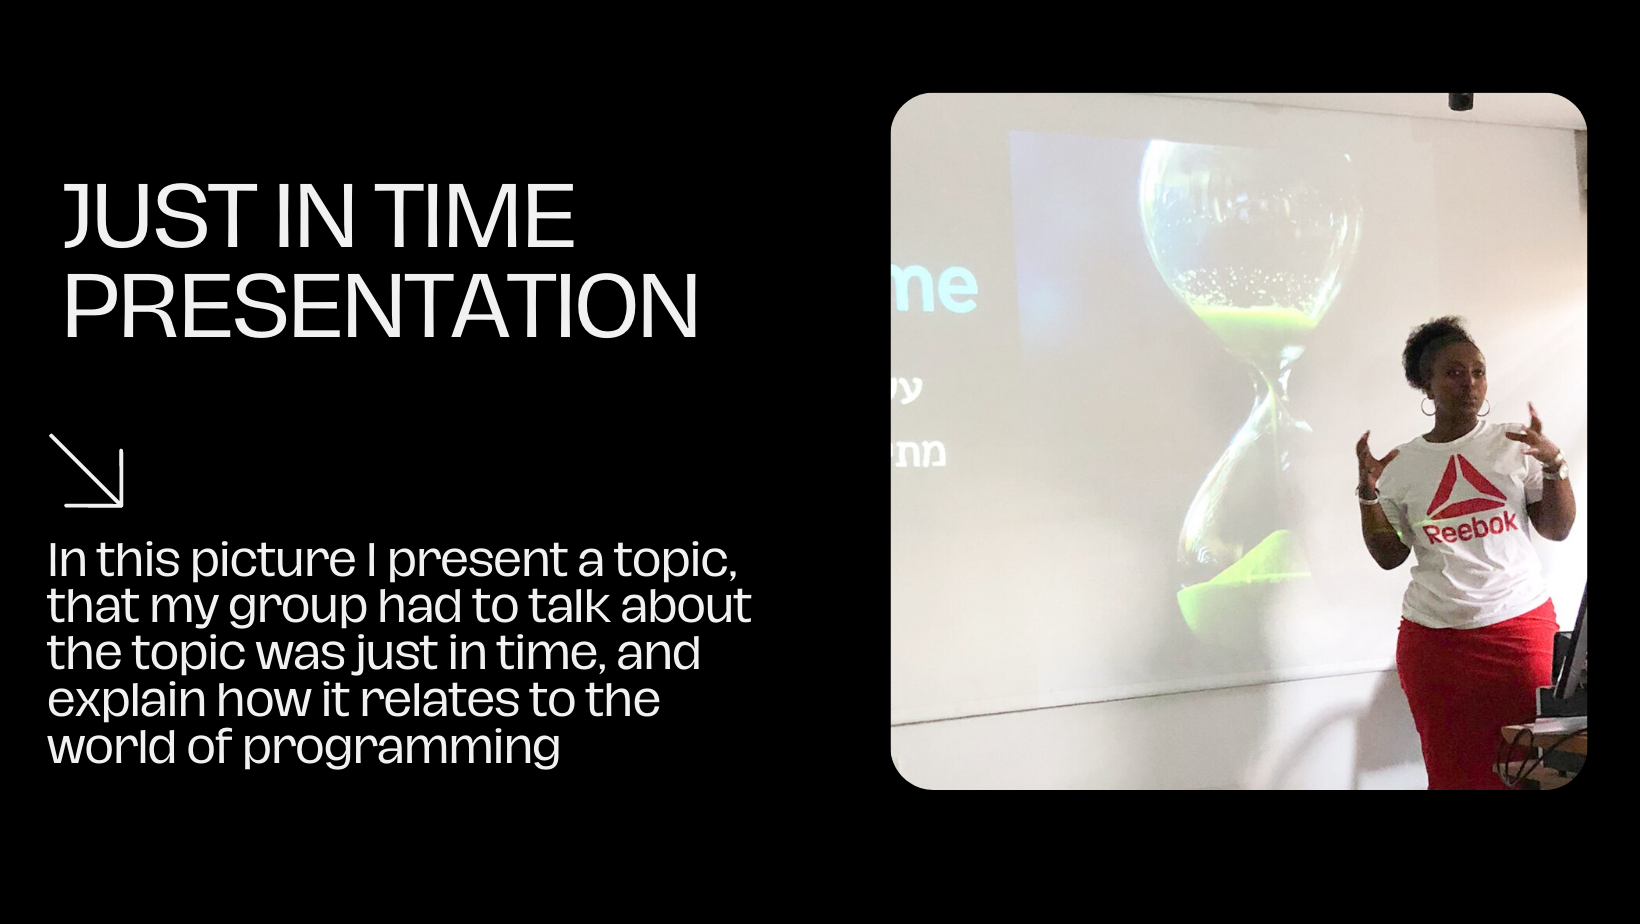 JUST IN TIME
PRESENTATION
In this picture I present a topic,
that my group had to talk about
the topic was just in time, and
explain how it relates to the
world of programming
me
Reebok